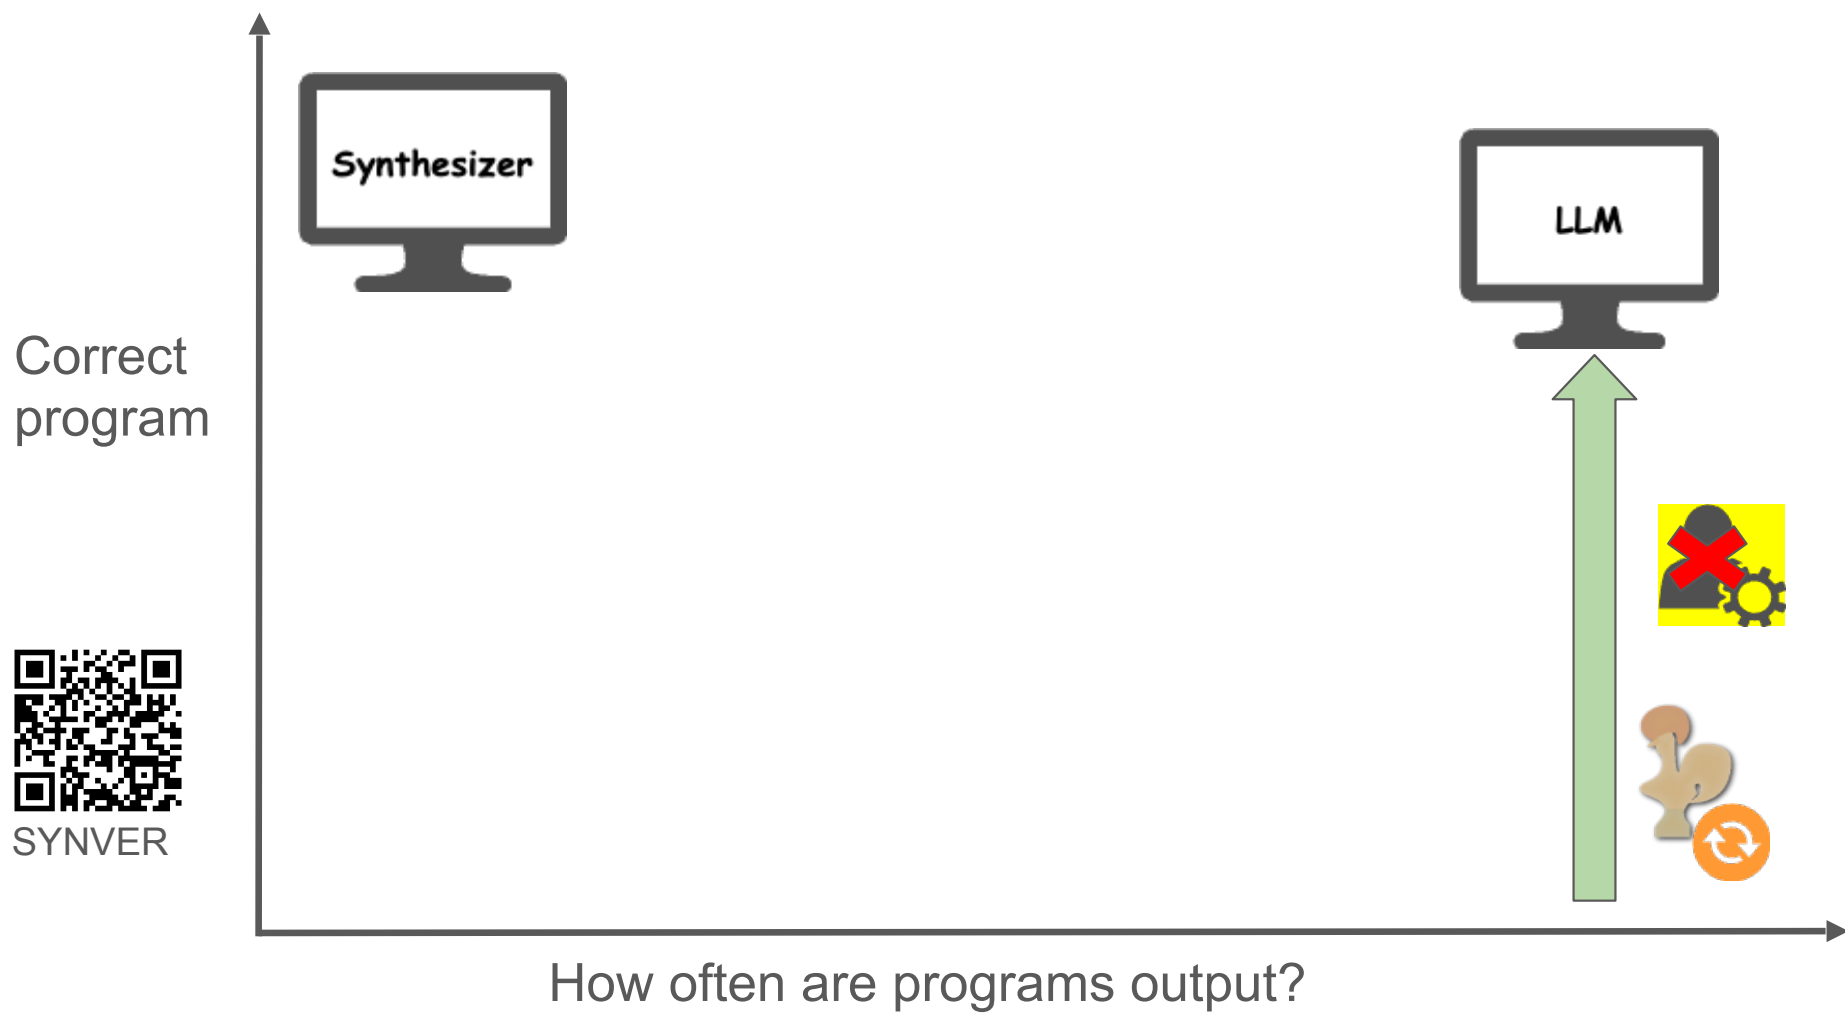 Synthesizer
LLM
Correct
program
SYNVER
How often are programs output?